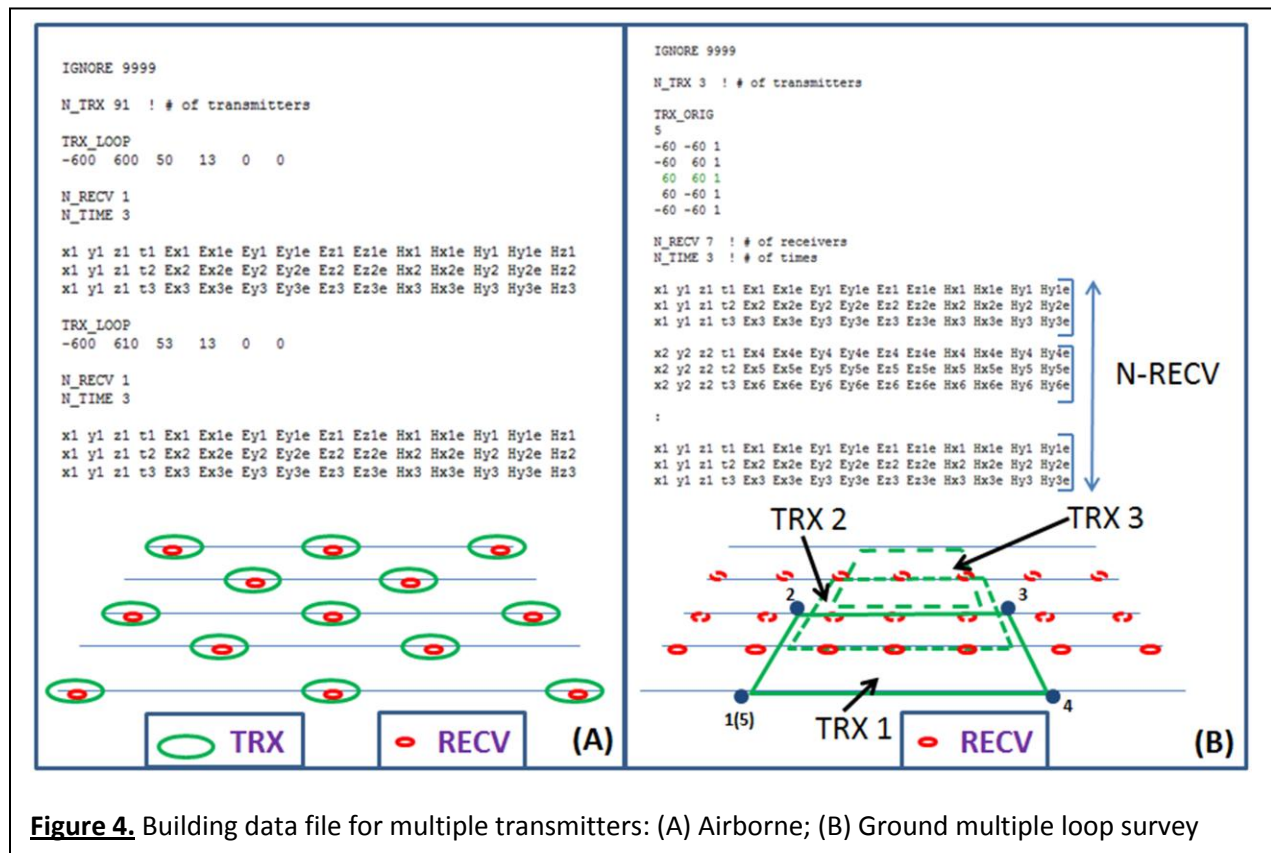 IGNORE 9999
N_TRX 91 ! # of transmitters
TRX_LOOP
-600 600 50 13 0 0
N_RECV 1
N_TIME 3
x1 y1 z1 t1 Ex1 Ex1e Ey1 Ey1e Ez1 Ez1e Hx1 Hx1e Hy1 Hy1e Hz1
x1 y1 z1 t2 Ex2 Ex2e Ey2 Ey2e Ez2 Ez2e Hx2 Hx2e Hy2 Hy2e Hz2
x1 y1 z1 t3 Ex3 Ex3e Ey3 Ey3e Ez3 Ez3e Hx3 Hx3e Hy3 Hy3e Hz3
TRX_LOOP
-600 610 53 13 0 0
N_RECV 1
N_TIME 3
x1 y1 z1 t1 Ex1 Ex1e Ey1 Ey1e Ez1 Ez1e Hx1 Hx1e Hy1 Hy1e Hz1
x1 y1 z1 t2 Ex2 Ex2e Ey2 Ey2e Ez2 Ez2e Hx2 Hx2e Hy2 Hy2e Hz2
x1 y1 z1 t3 Ex3 Ex3e Ey3 Ey3e Ez3 Ez3e Hx3 Hx3e Hy3 Hy3e Hz3
TRX
RECV
(A)
IGNORE 9999
N_TRX 3 ! # of transmitters
TRX_ORIG
5
-60 -60 1
-60 60 1
60 60 1
60 -60 1
-60 -60 1
N_RECV 7 ! # of receivers
N_TIME 3 ! # of times
x1 y1 z1 t1 Ex1 Ex1e Ey1 Ey1e Ez1 Ez1e Hx1 Hx1e Hy1 Hy1e
x1 y1 z1 t2 Ex2 Ex2e Ey2 Ey2e Ez2 Ez2e Hx2 Hx2e Hy2 Hy2e
x1 y1 z1 t3 Ex3 Ex3e Ey3 Ey3e Ez3 Ez3e Hx3 Hx3e Hy3 Hy3e
x2 y2 z2 t1 Ex4 Ex4e Ey4 Ey4e Ez4 Ez4e Hx4 Hx4e Hy4 Hy4e
x2 y2 z2 t2 Ex5 Ex5e Ey5 Ey5e Ez5 Ez5e Hx5 Hx5e Hy5 Hy5e
x2 y2 z2 t3 Ex6 Ex6e Ey6 Ey6e Ez6 Ez6e Hx6 Hx6e Hy6 Hy6e
:
x1 y1 z1 t1 Ex1 Ex1e Ey1 Ey1e Ez1 Ez1e Hx1 Hx1e Hy1 Hy1e
x1 y1 z1 t2 Ex2 Ex2e Ey2 Ey2e Ez2 Ez2e Hx2 Hx2e Hy2 Hy2e
x1 y1 z1 t3 Ex3 Ex3e Ey3 Ey3e Ez3 Ez3e Hx3 Hx3e Hy3 Hy3e
N-RECV
TRX 2
TRX 3
2
3
1(5)
TRX 1
4
RECV
(B)
Figure 4. Building data file for multiple transmitters: (A) Airborne; (B) Ground multiple loop survey